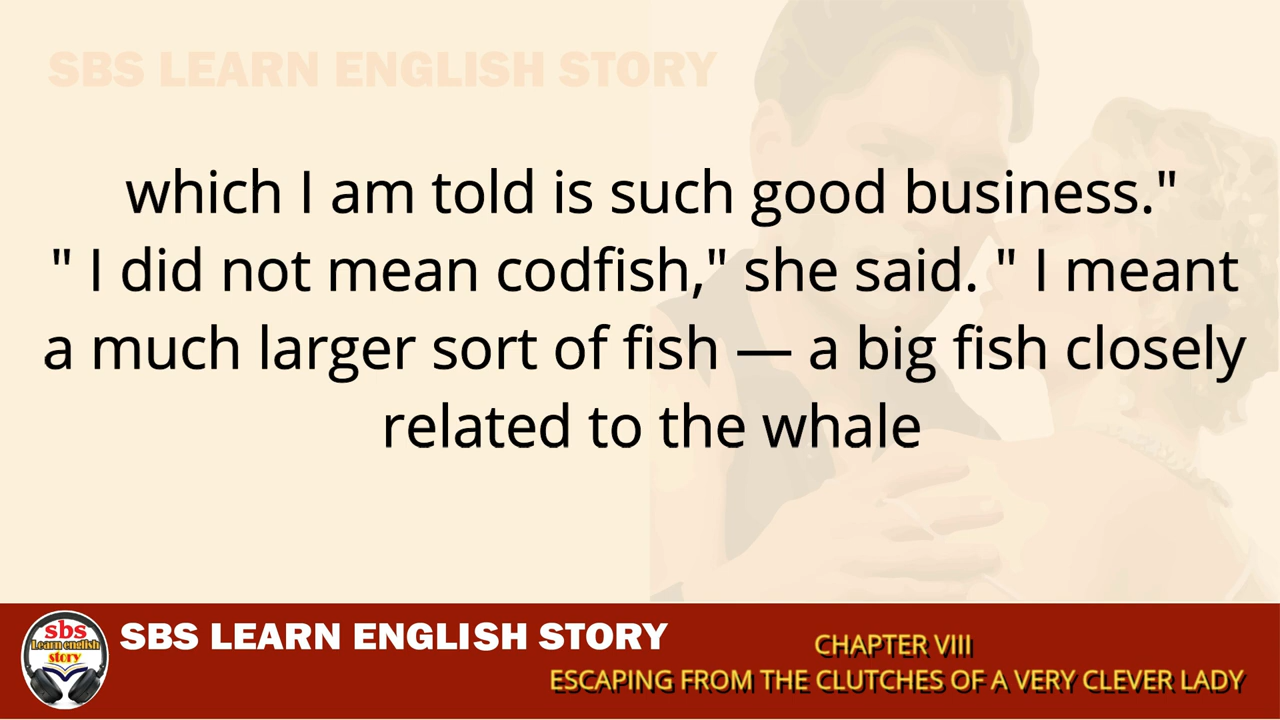 SBS LEARN ENGLISH STORY
which I am told is such good business."
" I did not mean codfish," she said. " I meant
a much larger sort of fish — a big fish closely
related to the whale
sbs
Learn english
story
SBS LEARN ENGLISH STORY
CHAPTER VIII
ESCAPING FROM THE CLUTCHES OF A VERY CLEVER LADY